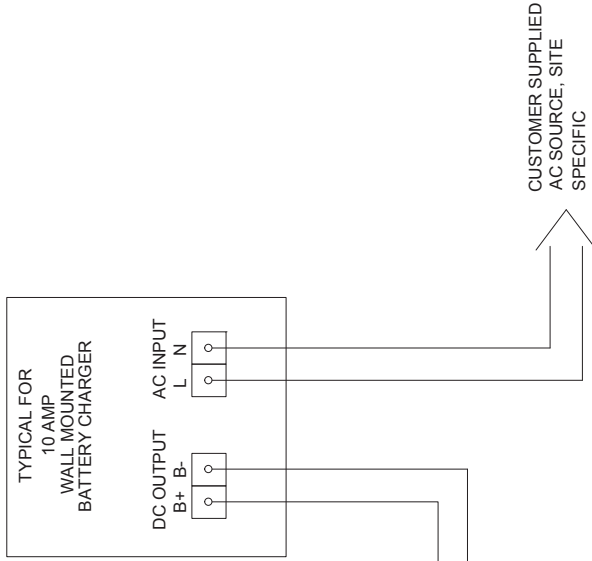 TYPICAL FOR
10 AMP
WALL MOUNTED
BATTERY CHARGER
DC OUTPUT
B+ B-
AC INPUT
L N
CUSTOMER SUPPLIED
AC SOURCE, SITE
SPECIFIC